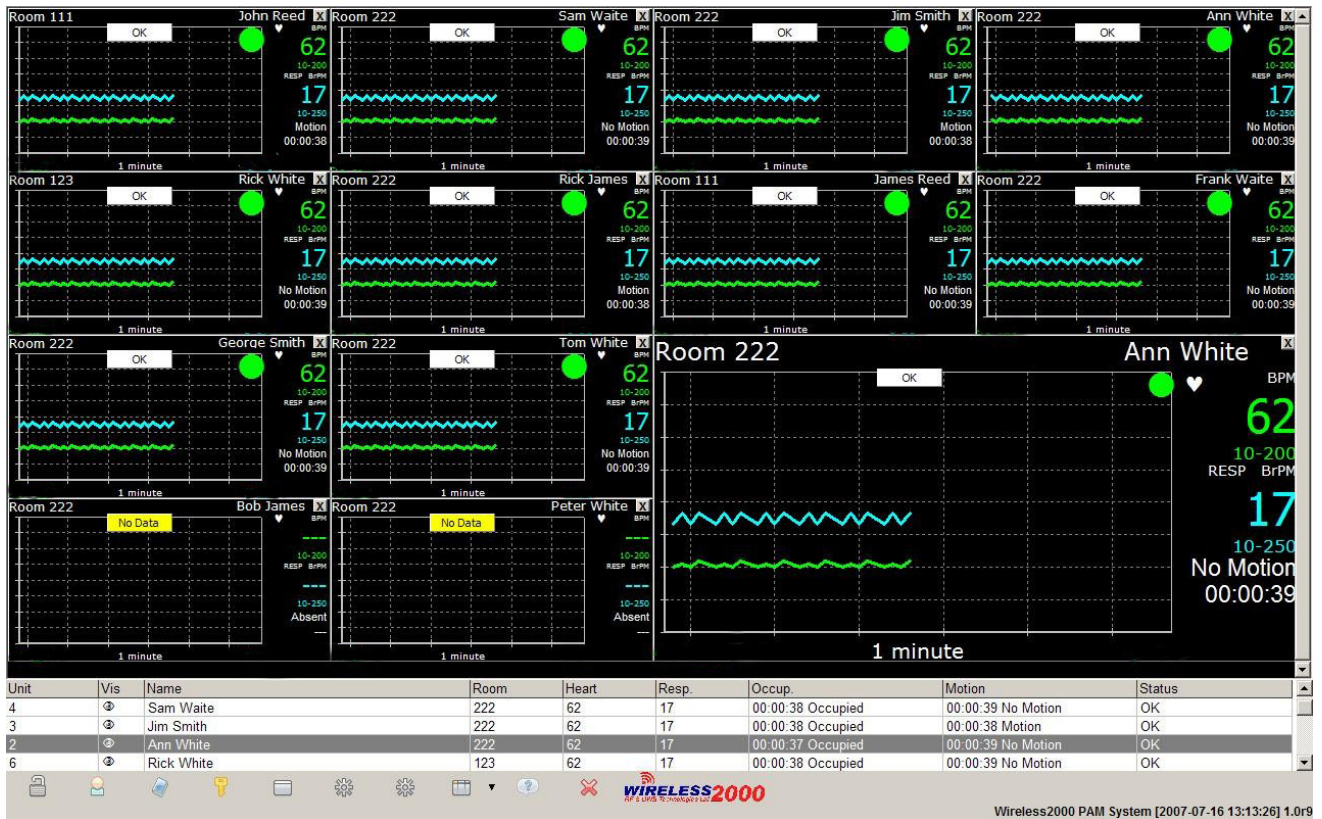 Room 111 John Reed X
OK
BPM
62
10-200
RESP BrPM
17
10-250
Motion
00:00:38
1 minute
Room 222 Sam Waite X
OK
BPM
62
10-200
RESP BrPM
17
10-250
No Motion
00:00:39
1 minute
Room 222 Jim Smith X
OK
BPM
62
10-200
RESP BrPM
17
10-250
Motion
00:00:38
1 minute
Room 222 Ann White X
OK
BPM
62
10-200
RESP BrPM
17
10-250
No Motion
00:00:39
1 minute
Room 123 Rick White X
OK
BPM
62
10-200
RESP BrPM
17
10-250
No Motion
00:00:39
1 minute
Room 222 Rick James X
OK
BPM
62
10-200
RESP BrPM
17
10-250
Motion
00:00:38
1 minute
Room 111 James Reed X
OK
BPM
62
10-200
RESP BrPM
17
10-250
No Motion
00:00:39
1 minute
Room 222 Frank Waite X
OK
BPM
62
10-200
RESP BrPM
17
10-250
No Motion
00:00:39
1 minute
Room 222 George Smith X
OK
BPM
62
10-200
RESP BrPM
17
10-250
No Motion
00:00:39
1 minute
Room 222 Tom White X
OK
BPM
62
10-200
RESP BrPM
17
10-250
No Motion
00:00:39
1 minute
Room 222 Ann White X
OK
BPM
62
10-200
RESP BrPM
17
10-250
No Motion
00:00:39
1 minute
Room 222 Bob James X
No Data
BPM
---
10-200
RESP BrPM
---
10-250
Absent
---
1 minute
Room 222 Peter White X
No Data
BPM
---
10-200
RESP BrPM
---
10-250
Absent
---
1 minute
Unit Vis Name Room Heart Resp. Occup. Motion Status
4 Sam Waite 222 62 17 00:00:38 Occupied 00:00:39 No Motion OK
3 Jim Smith 222 62 17 00:00:38 Occupied 00:00:38 Motion OK
2 Ann White 222 62 17 00:00:37 Occupied 00:00:39 No Motion OK
6 Rick White 123 62 17 00:00:38 Occupied 00:00:39 No Motion OK
WIRELESS2000
RF & UWB Technologies Ltd
Wireless2000 PAM System [2007-07-16 13:13:26] 1.0r9